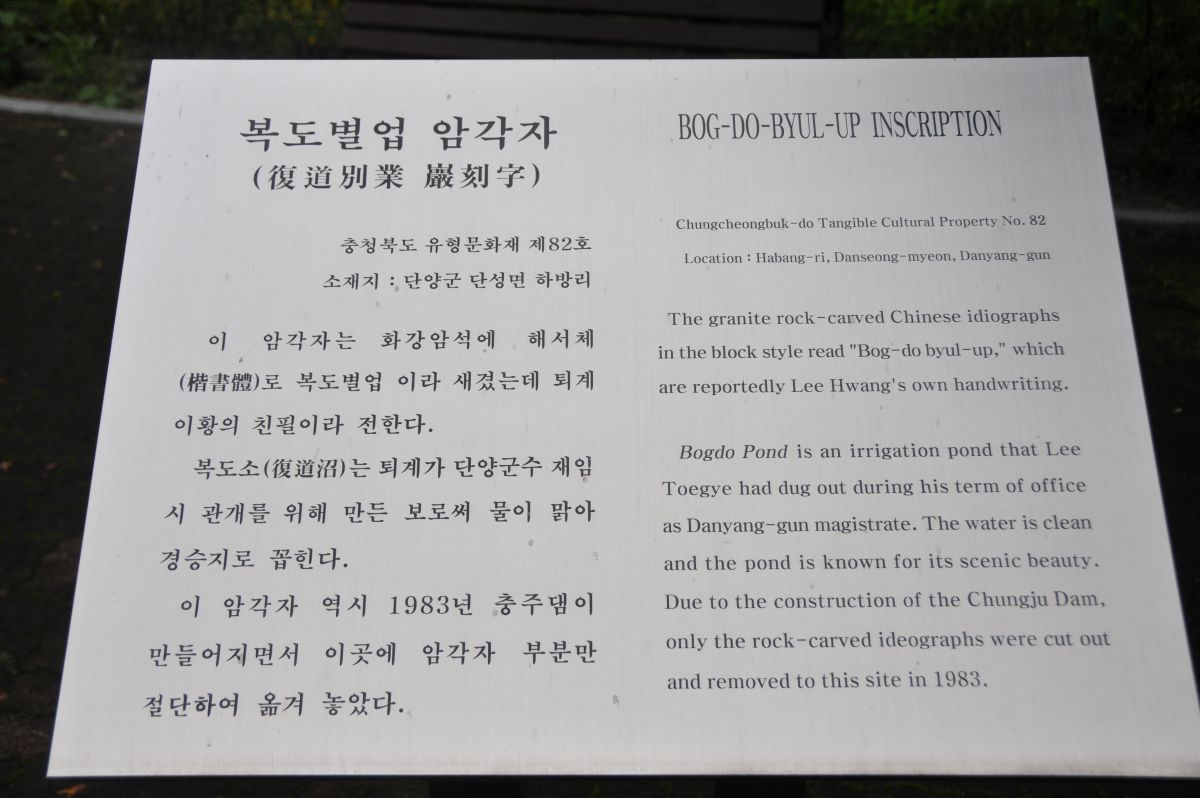 복도별업 암각자
(復道別業 巖刻字)
충청북도 유형문화재 제82호
소재지 : 단양군 단성면 하방리
이 암각자는 화강암석에 해서체
(楷書體)로 복도별업 이라 새겼는데 퇴계
이황의 친필이라 전한다.
복도소(復道沼)는 퇴계가 단양군수 재임
시 관개를 위해 만든 보로써 물이 맑아
경승지로 꼽힌다.
이 암각자 역시 1983년 충주댐이
만들어지면서 이곳에 암각자 부분만
절단하여 옮겨 놓았다.
BOG-DO-BYUL-UP INSCRIPTION
Chungcheongbuk-do Tangible Cultural Property No. 82
Location : Habang-ri, Danseong-myeon, Danyang-gun
The granite rock-carved Chinese idiographs
in the block style read "Bog-do byul-up," which
are reportedly Lee Hwang's own handwriting.
Bogdo Pond is an irrigation pond that Lee
Toegye had dug out during his term of office
as Danyang-gun magistrate. The water is clean
and the pond is known for its scenic beauty.
Due to the construction of the Chungju Dam,
only the rock-carved ideographs were cut out
and removed to this site in 1983.